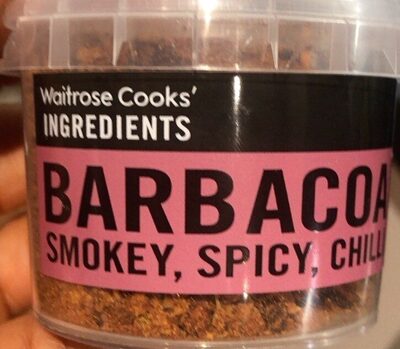 Waitrose Cooks'
INGREDIENTS
BARBACOA
SMOKEY, SPICY, CHILL